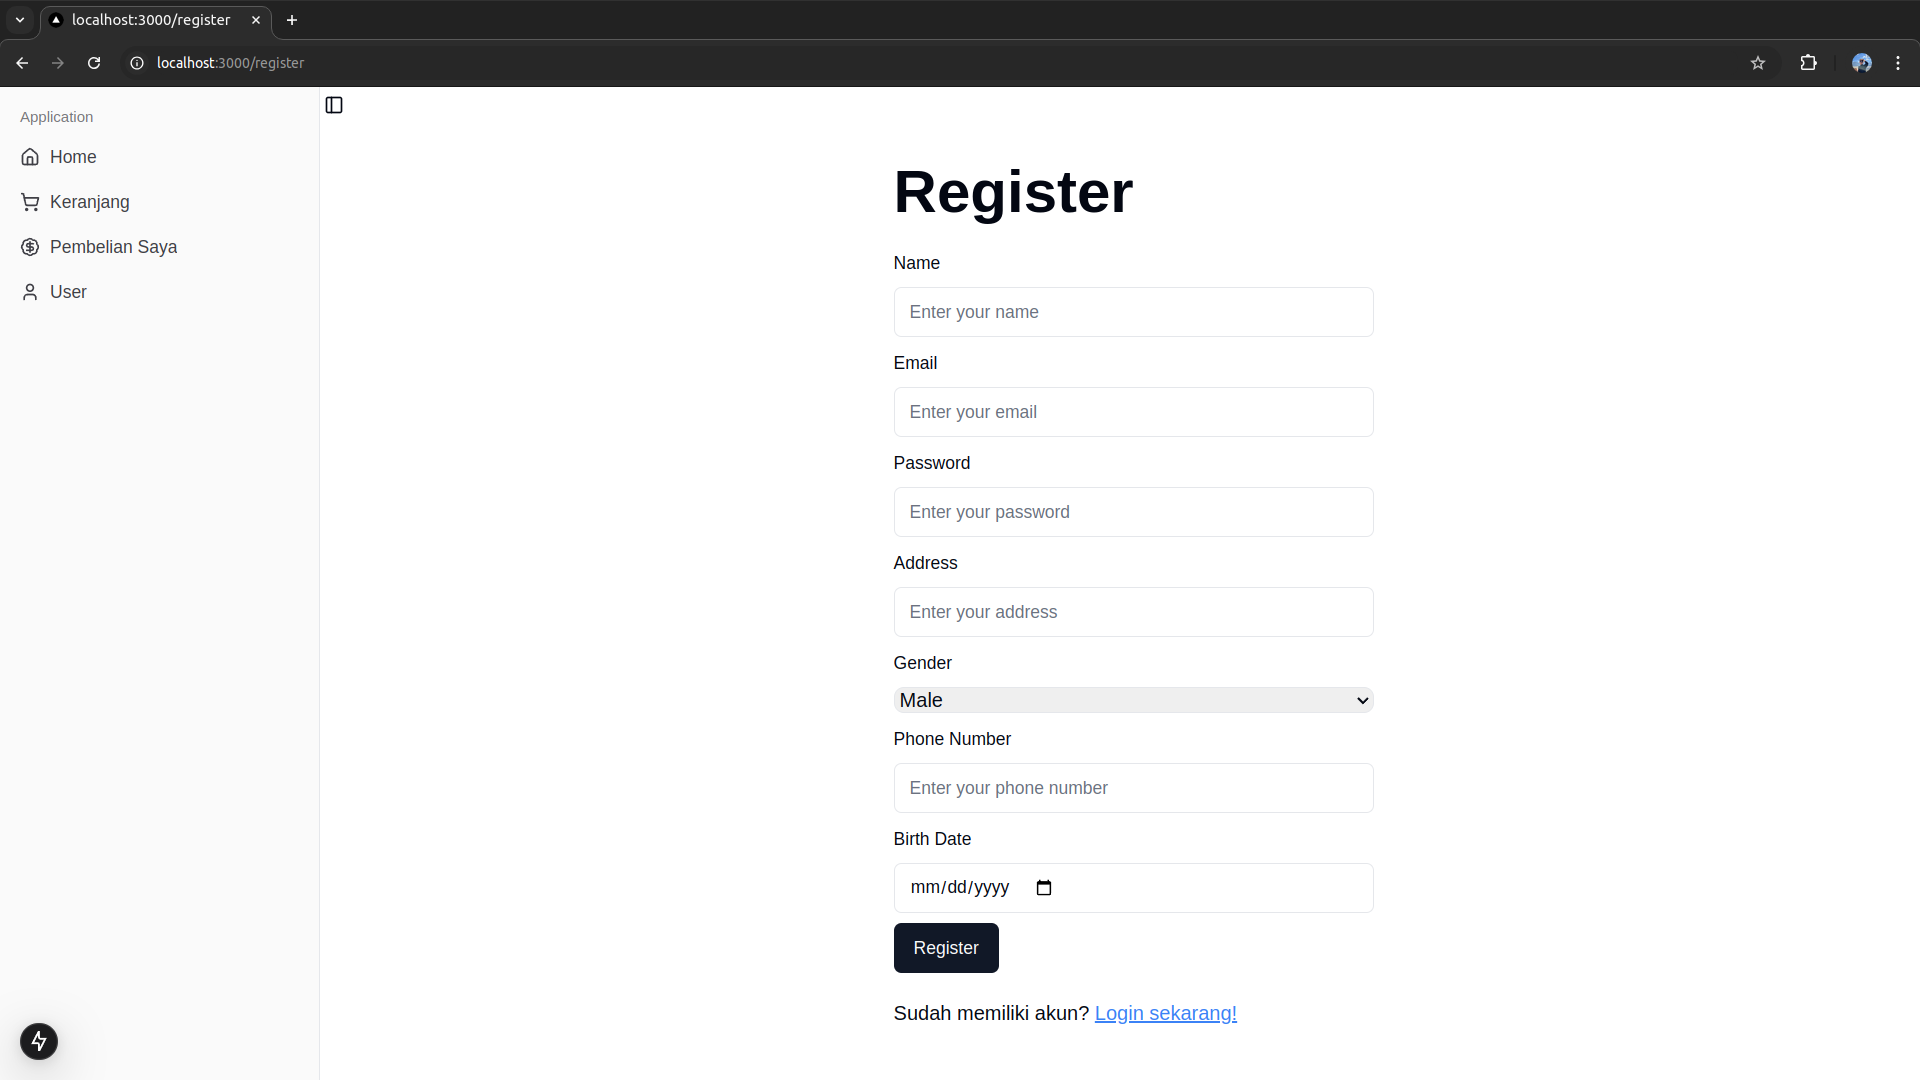 localhost:3000/register
localhost:3000/register
Application
Home
Keranjang
Pembelian Saya
User
Register
Name
Enter your name
Email
Enter your email
Password
Enter your password
Address
Enter your address
Gender
Male
Phone Number
Enter your phone number
Birth Date
mm/dd/yyyy
Register
Sudah memiliki akun? Login sekarang!